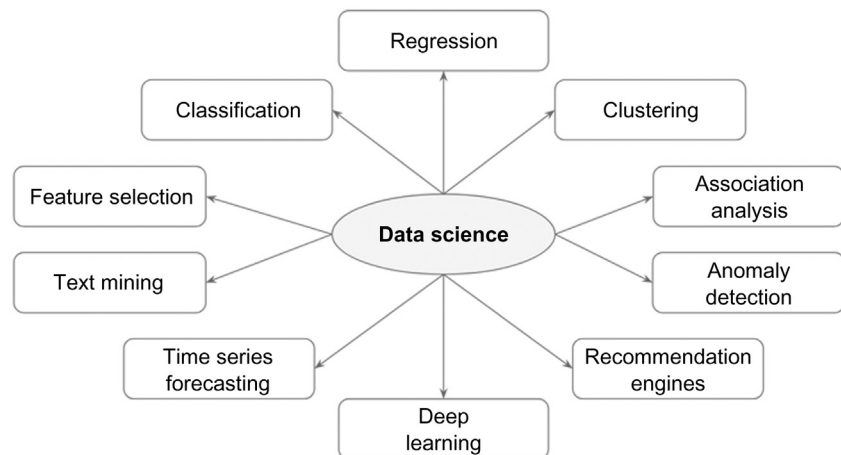 Regression
Classification
Clustering
Feature selection
Association
analysis
Data science
Text mining
Anomaly
detection
Time series
forecasting
Recommendation
engines
Deep
learning